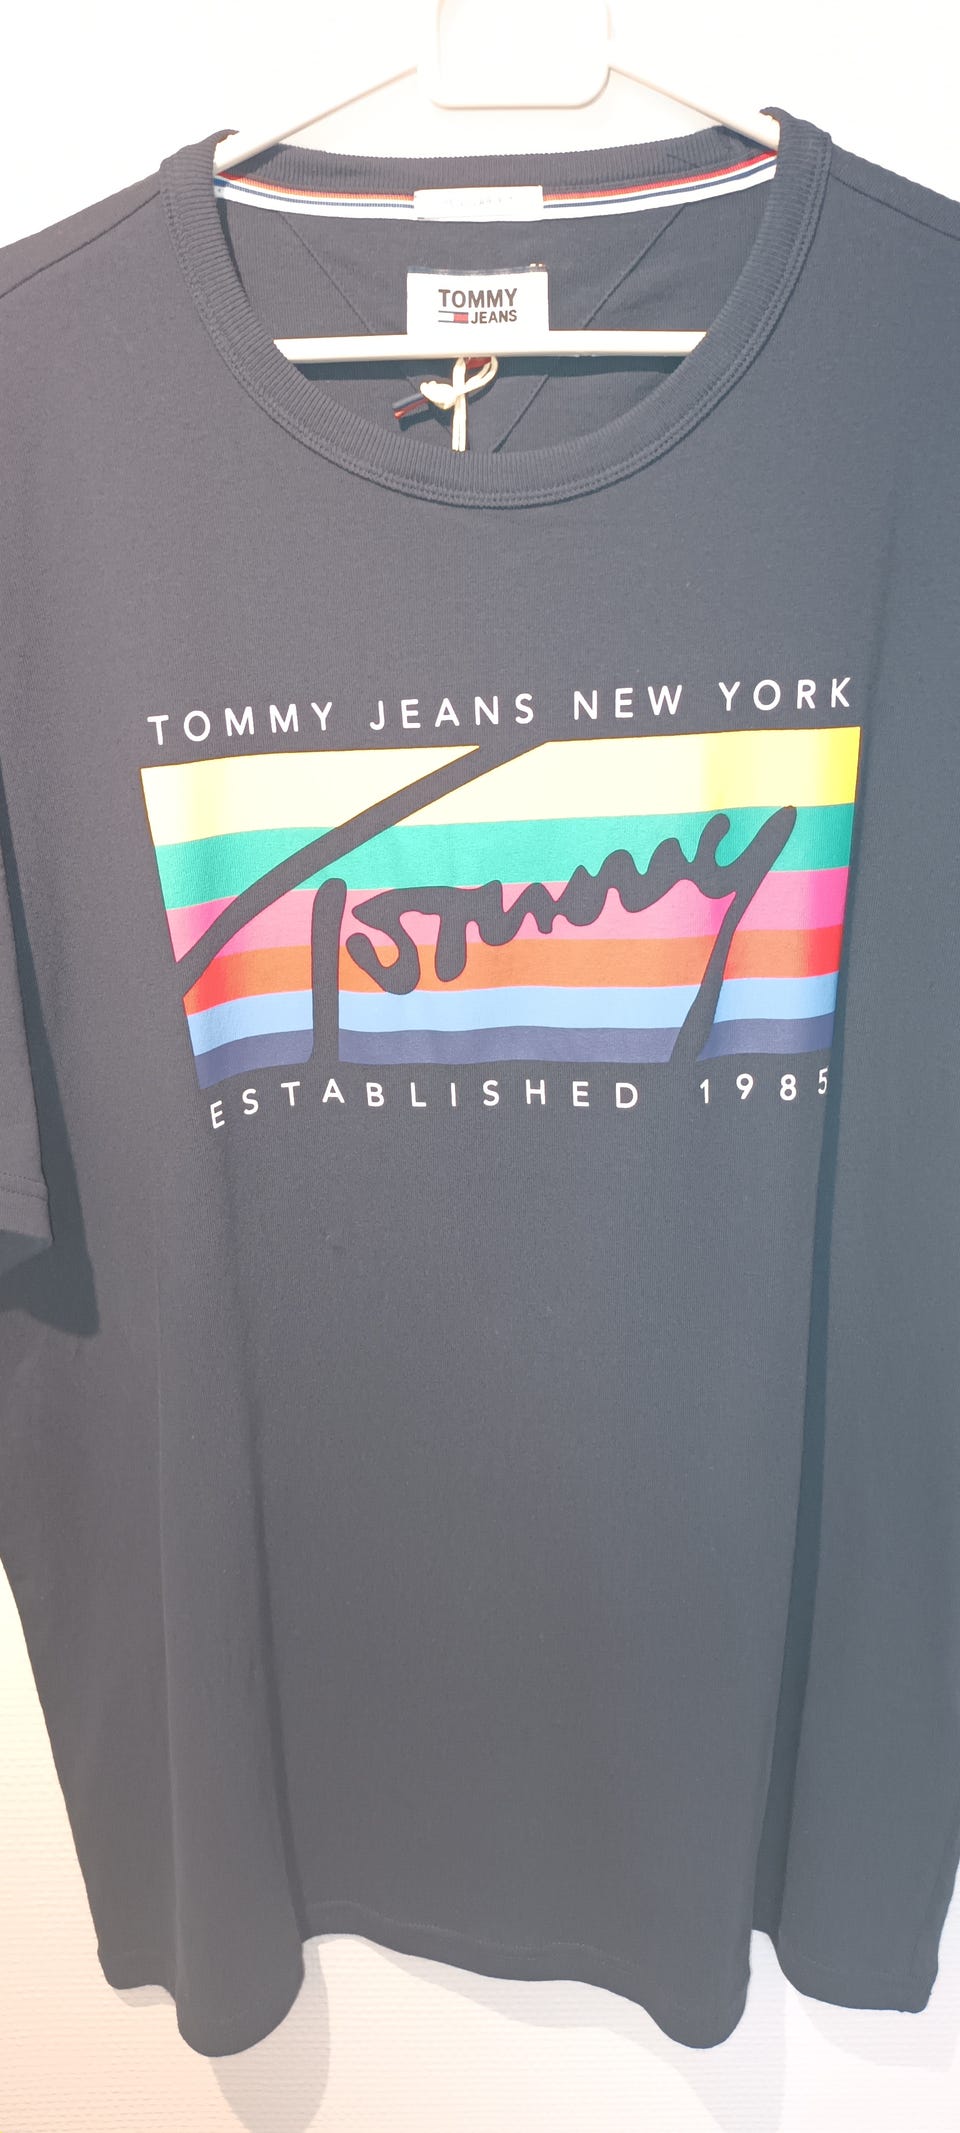 TOMMY
JEANS
TOMMY JEANS NEW YORK
Tommy
ESTABLISHED 1985